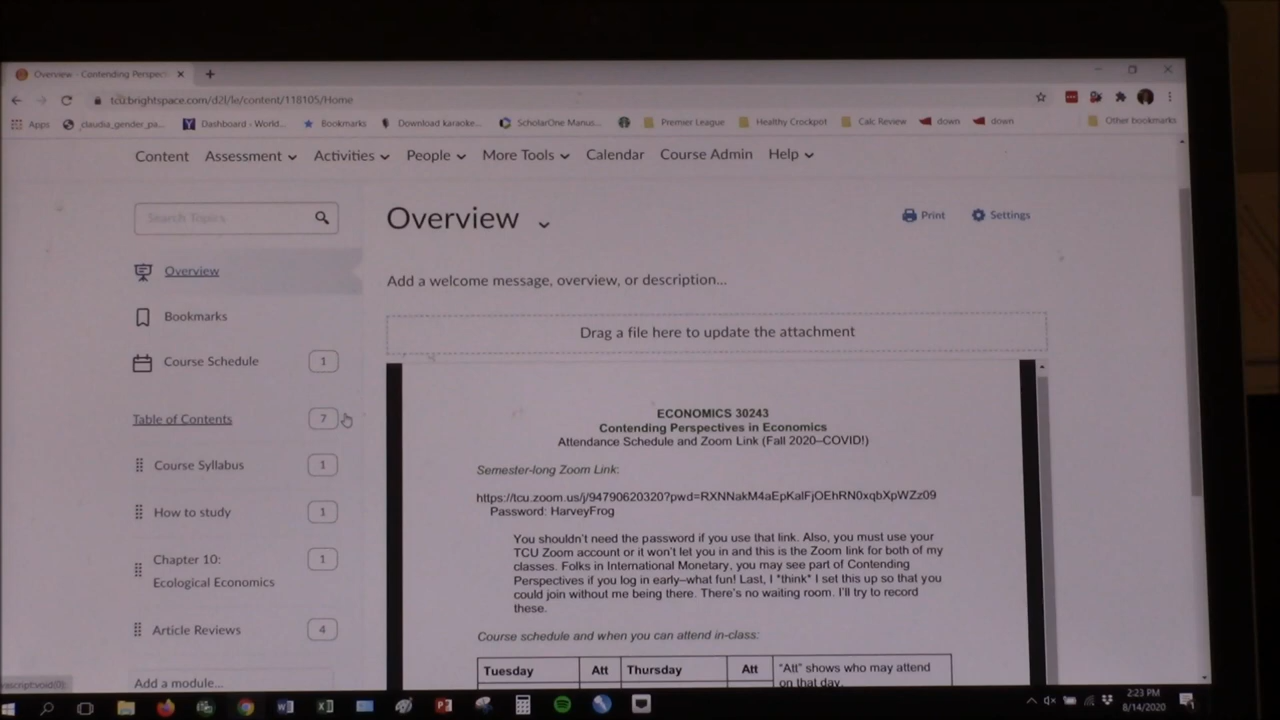 Overview - Contending Perspec
tcu.brightspace.com/d2l/le/content/118105/Home
Apps
claudia_gender_pa...
Dashboard - World...
Bookmarks
Download karaoke...
ScholarOne Manus...
Premier League
Healthy Crockpot
Calc Review
down
down
Other bookmarks
Content Assessment Activities People More Tools Calendar Course Admin Help
Search Topics
Overview
Print
Settings
Overview
Add a welcome message, overview, or description...
Bookmarks
Drag a file here to update the attachment
Course Schedule 1
Table of Contents 7
Course Syllabus 1
How to study 1
Chapter 10: 1
Ecological Economics
Article Reviews 4
Add a module...
ECONOMICS 30243
Contending Perspectives in Economics
Attendance Schedule and Zoom Link (Fall 2020–COVID!)
Semester-long Zoom Link:
https://tcu.zoom.us/j/94790620320?pwd=RXNNakM4aEpKalFjOEhRN0xqbXpWZz09
Password: HarveyFrog
You shouldn't need the password if you use that link. Also, you must use your
TCU Zoom account or it won't let you in and this is the Zoom link for both of my
classes. Folks in International Monetary, you may see part of Contending
Perspectives if you log in early–what fun! Last, I *think* I set this up so that you
could join without me being there. There's no waiting room. I'll try to record
these.
Course schedule and when you can attend in-class:
Tuesday Att Thursday Att "Att" shows who may attend
on that day.
2:23 PM
8/14/2020